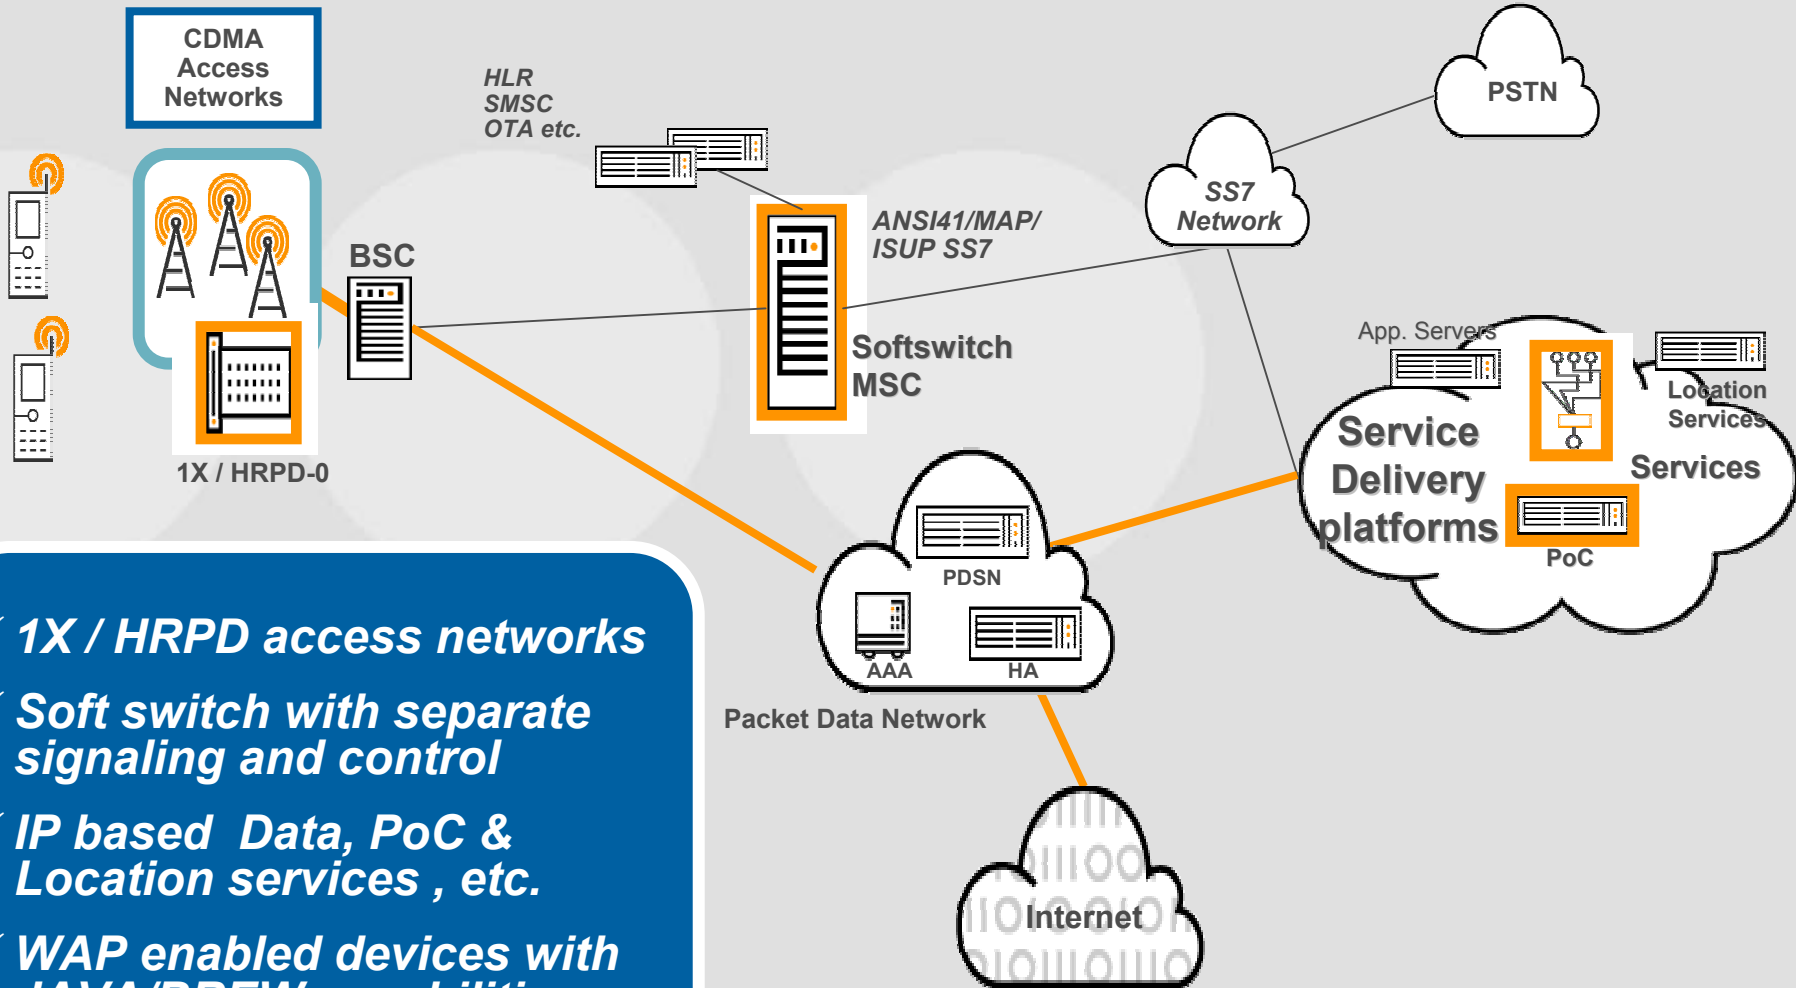 CDMA
Access
Networks
HLR
SMSC
OTA etc.
PSTN
SS7
Network
ANSI41/MAP/
ISUP SS7
BSC
Softswitch
MSC
App. Servers
Location
Services
Service
Delivery
platforms
Services
PoC
1X / HRPD-0
PDSN
AAA
HA
Packet Data Network
Internet
1X / HRPD access networks
Soft switch with separate
signaling and control
IP based Data, PoC &
Location services , etc.
WAP enabled devices with